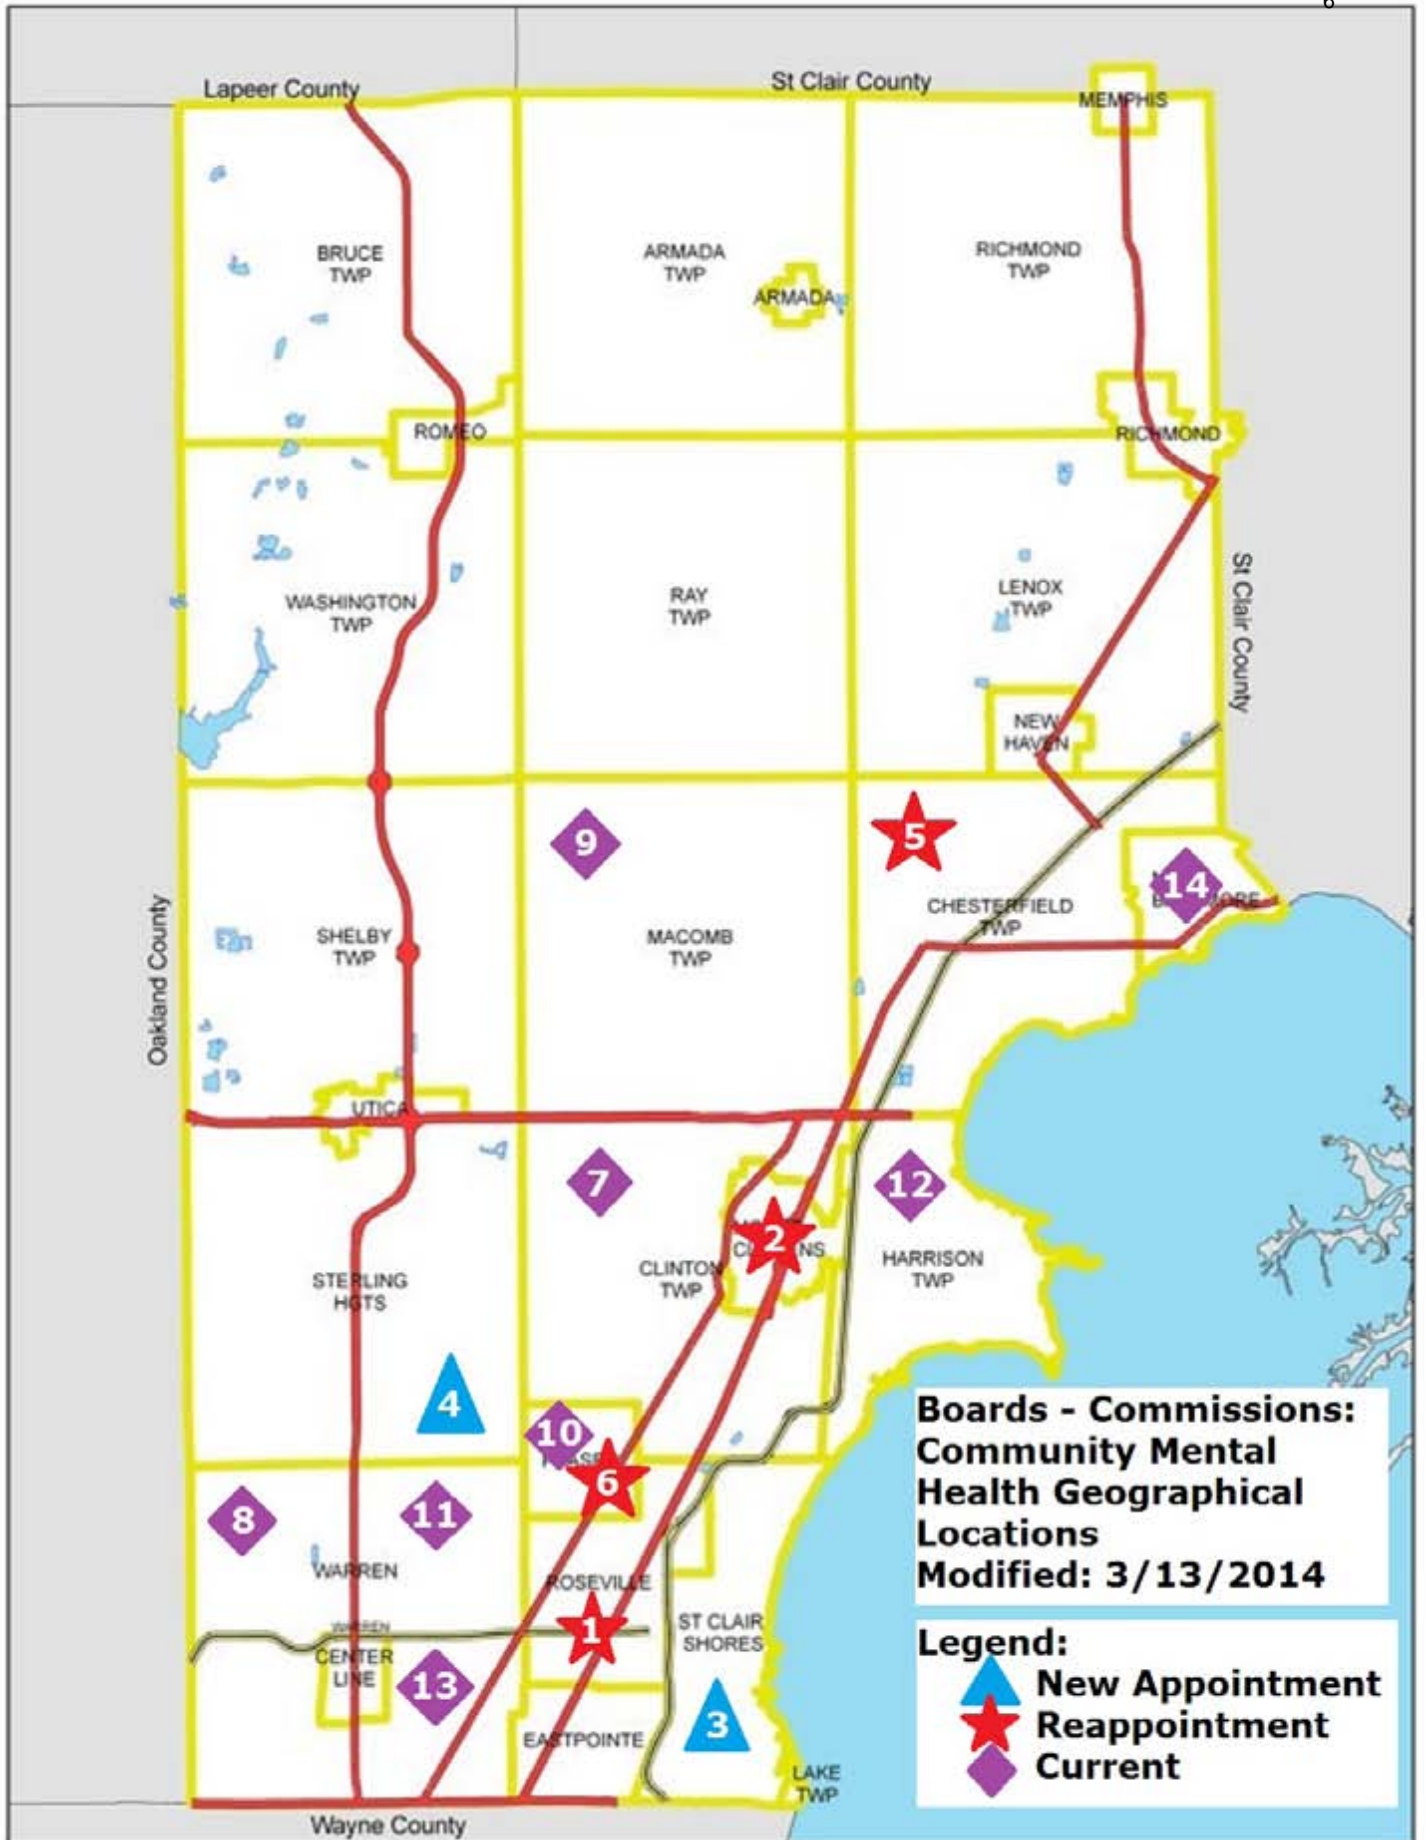 6
Lapeer County
St Clair County
MEMPHIS
BRUCE
TWP
ARMADA
TWP
RICHMOND
TWP
ARMADA
ROMEO
RICHMOND
WASHINGTON
TWP
RAY
TWP
LENOX
TWP
St Clair County
NEW
HAVEN
9
5
14
CHESTERFIELD
TWP
Oakland County
SHELBY
TWP
MACOMB
TWP
UTICA
7
12
2
CLINTON
TWP
HARRISON
TWP
STERLING
HGTS
4
10
6
8
11
WARREN
ROSEVILLE
WARREN
1
ST CLAIR
SHORES
CENTER
LINE
13
3
EASTPOINTE
LAKE
TWP
Wayne County
Boards - Commissions:
Community Mental
Health Geographical
Locations
Modified: 3/13/2014
Legend:
New Appointment
Reappointment
Current